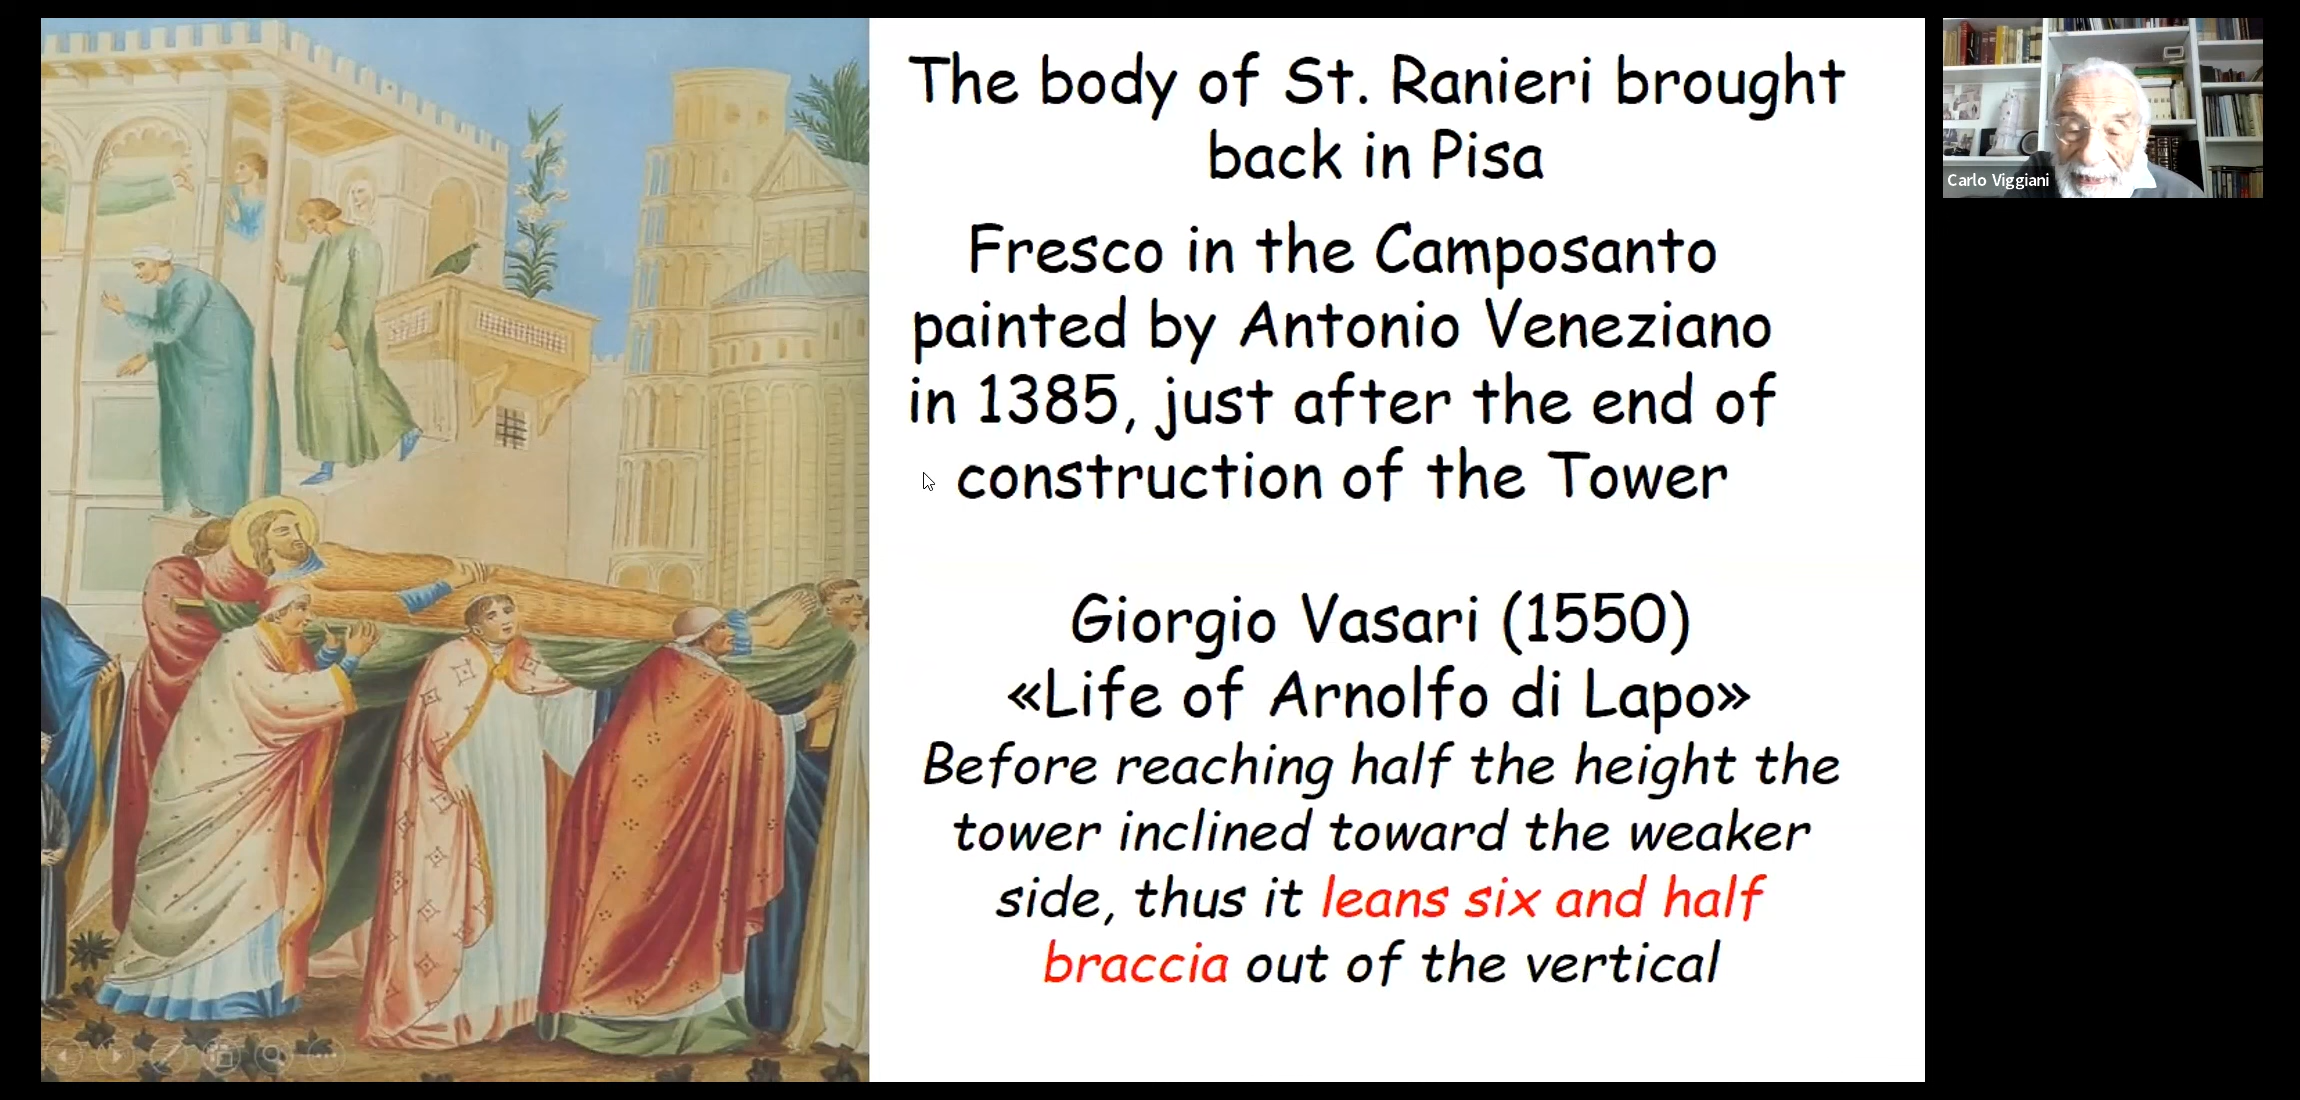 The body of St. Ranieri brought
back in Pisa
Fresco in the Camposanto
painted by Antonio Veneziano
in 1385, just after the end of
construction of the Tower
Giorgio Vasari (1550)
«Life of Arnolfo di Lapo»
Before reaching half the height the
tower inclined toward the weaker
side, thus it leans six and half
braccia out of the vertical
Carlo Viggiani